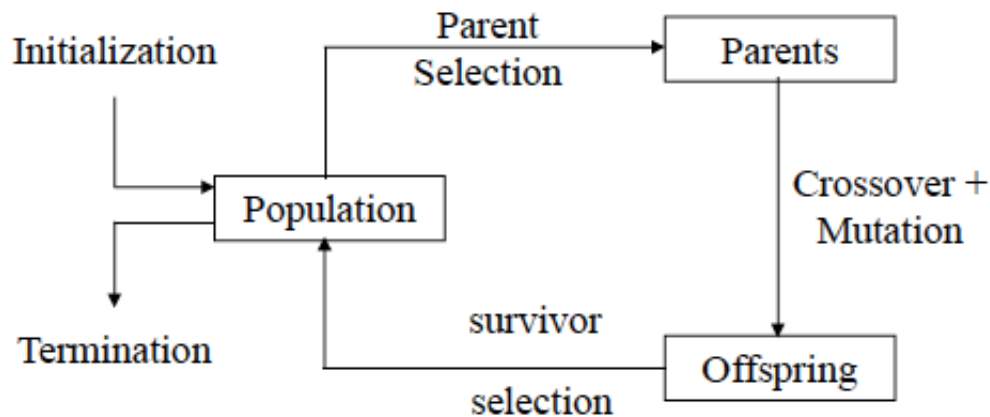 Initialization
Parent
Selection
Parents
Population
Crossover +
Mutation
Termination
survivor
selection
Offspring